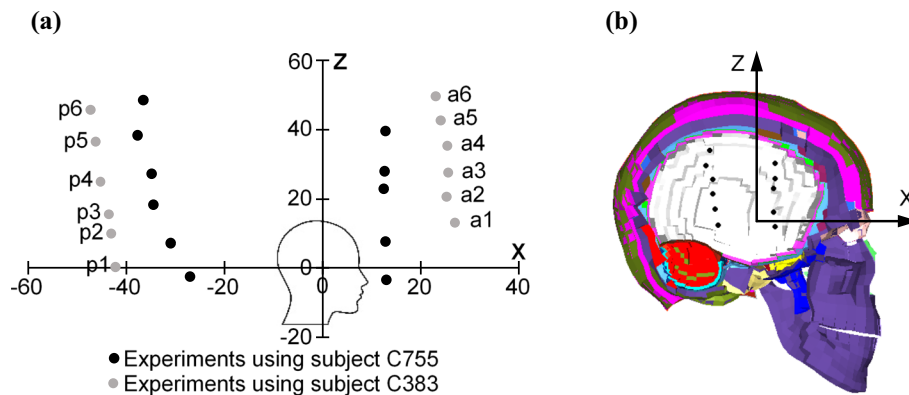 (a)
(b)
60
Z
Z
p6
a6
p5
a5
40
a4
p4
a3
20
a2
p3
a1
p2
X
p1
0
X
-60
-40
-20
0
20
40
-20
Experiments using subject C755
Experiments using subject C383